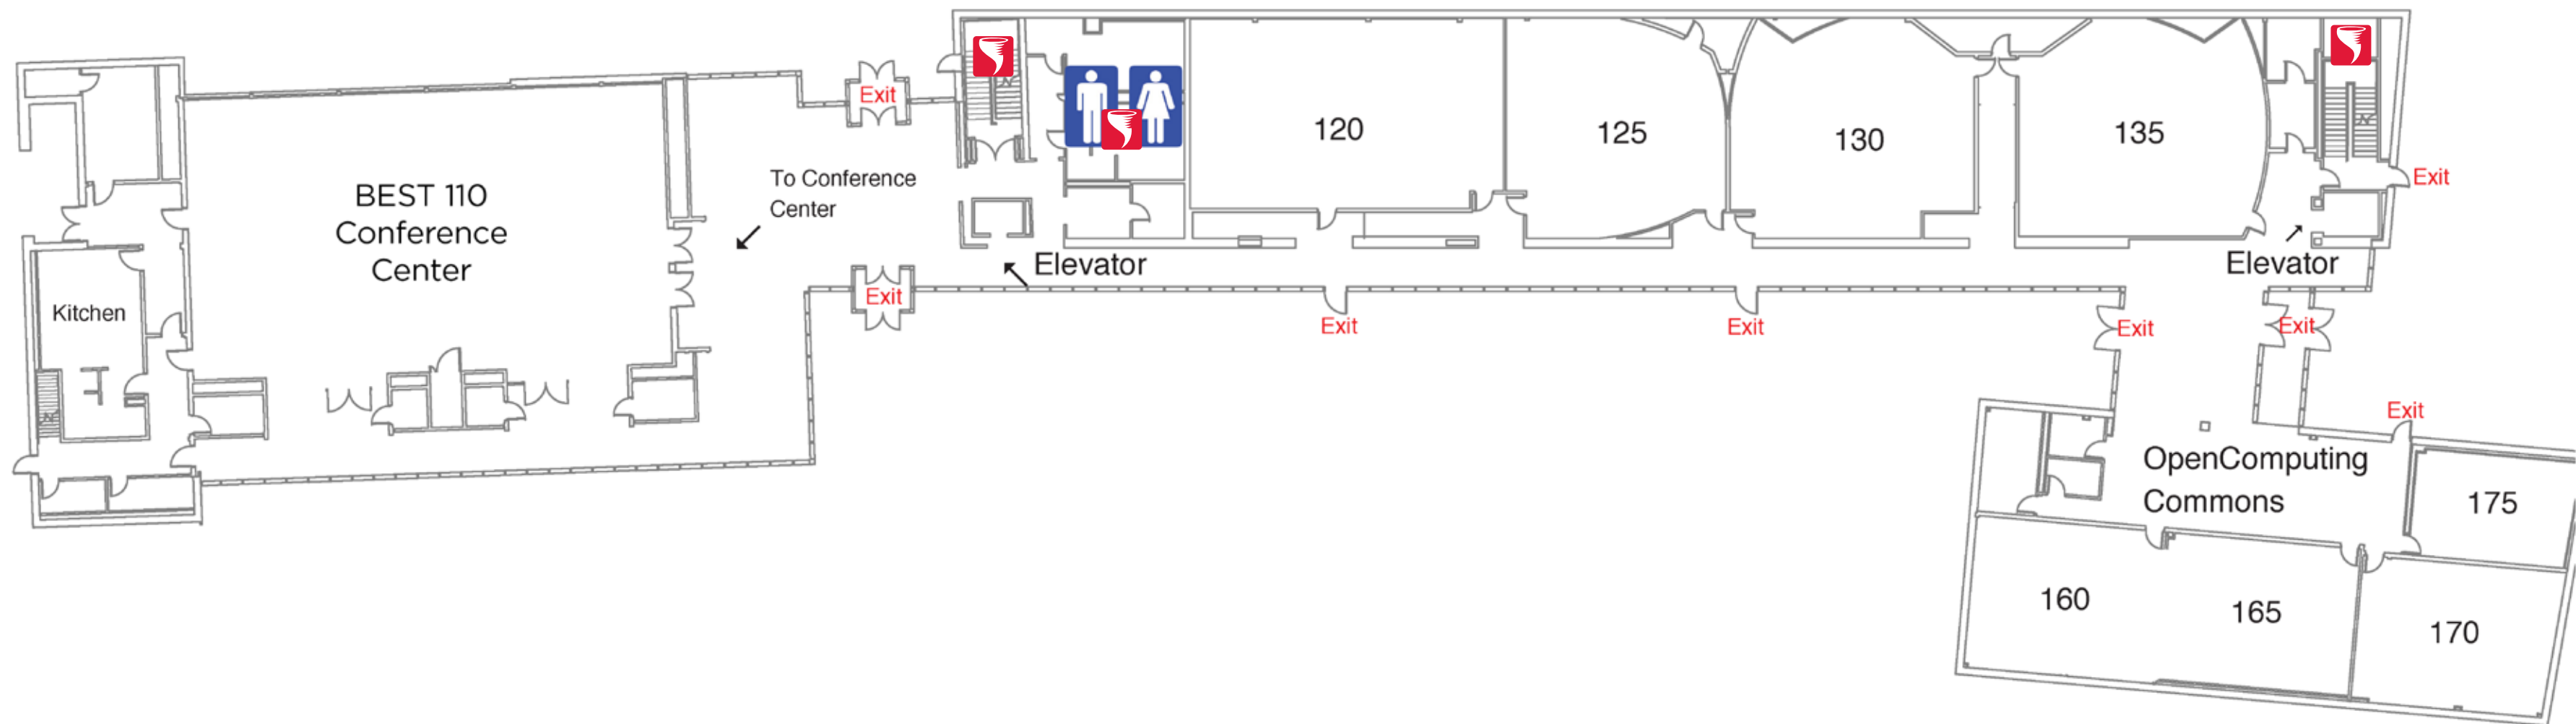 Exit
BEST 110
Conference
Center
To Conference
Center
120
125
130
135
Exit
Elevator
Elevator
Kitchen
Exit
Exit
Exit
Exit
Exit
Exit
OpenComputing
Commons
175
160
165
170